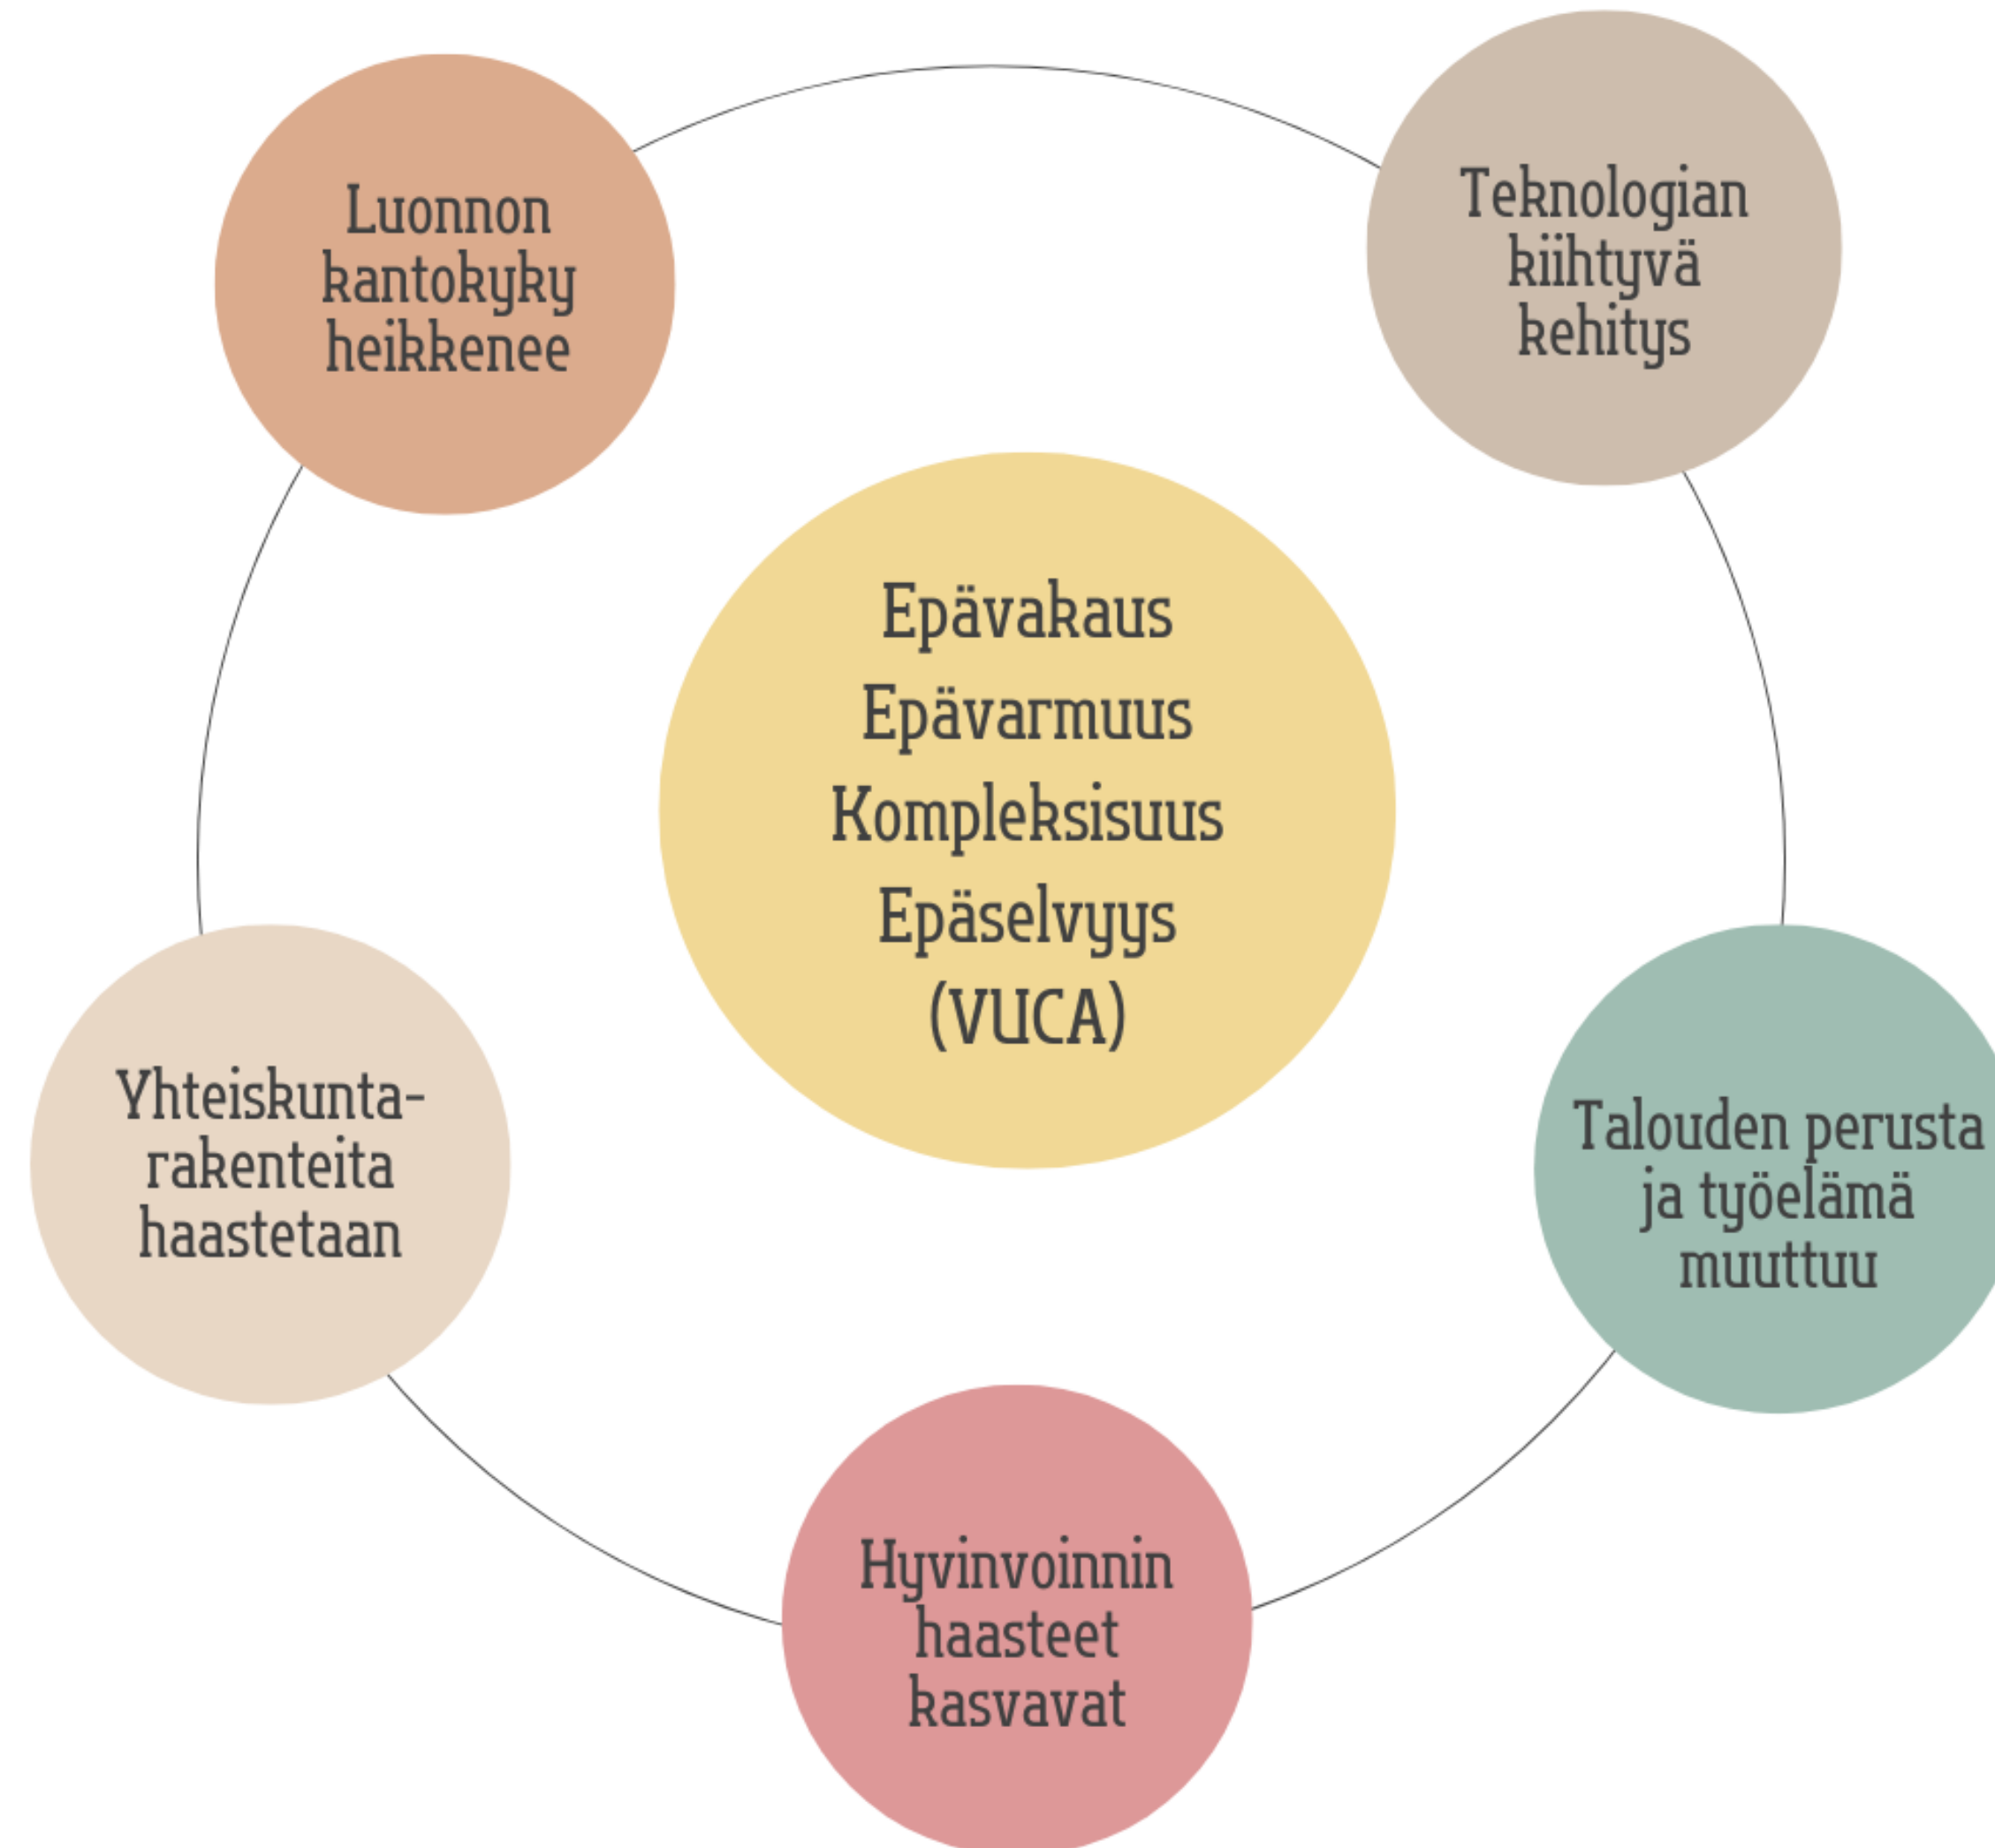 Luonnon
kantokyky
heikkenee
Teknologian
kiihtyvä
kehitys
Epävakaus
Epävarmuus
Kompleksisuus
Epäselvyys
(VUCA)
Yhteiskunta-
rakenteita
haastetaan
Talouden perusta
ja työelämä
muuttuu
Hyvinvoinnin
haasteet
kasvavat